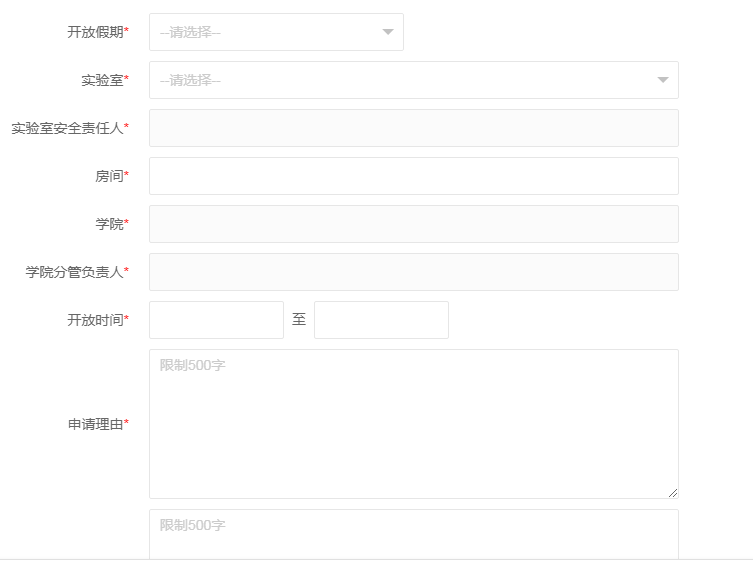 开放假期* --请选择--
实验室* --请选择--
实验室安全责任人*
房间*
学院*
学院分管负责人*
开放时间* 至
限制500字
申请理由*
限制500字